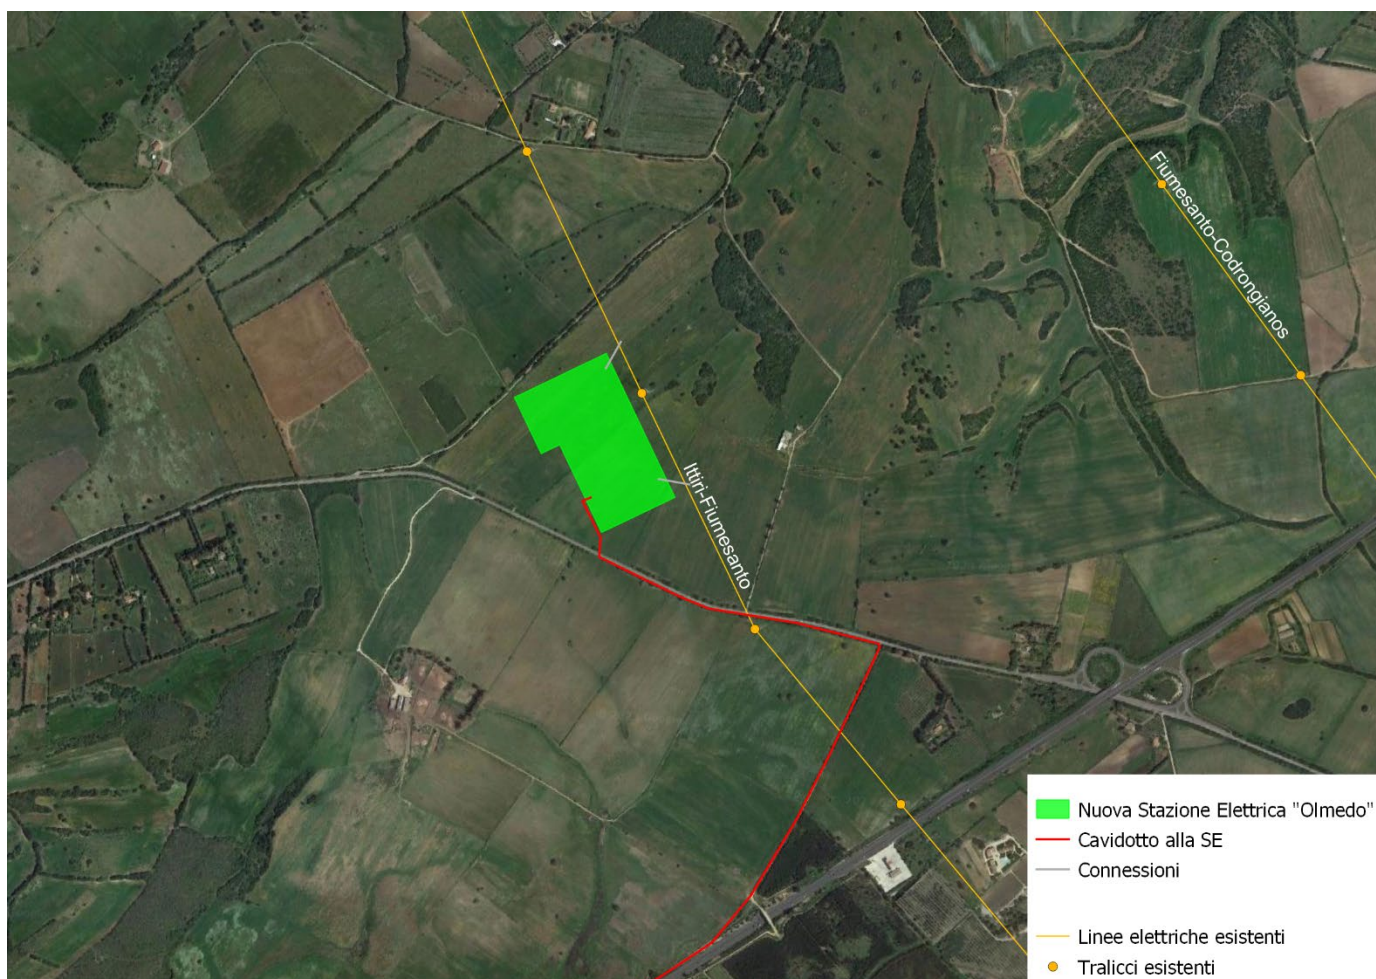 Fiumesanto-Codrongianos
Ittiri-Fiumesanto
Nuova Stazione Elettrica "Olmedo"
Cavidotto alla SE
Connessioni
Linee elettriche esistenti
Tralicci esistenti